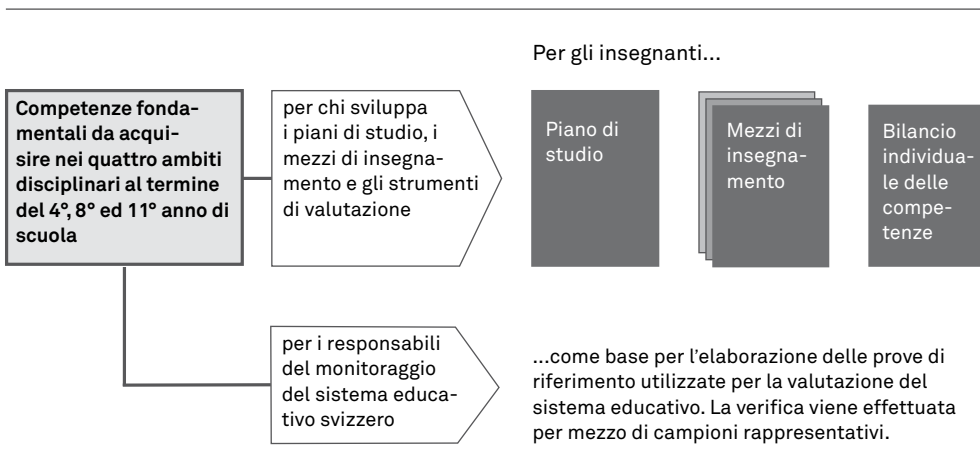 Per gli insegnanti...
Competenze fonda-
mentali da acqui-
sire nei quattro ambiti
disciplinari al termine
del 4°, 8° ed 11° anno di
scuola
per chi sviluppa
i piani di studio, i
mezzi di insegna-
mento e gli strumenti
di valutazione
Piano di
studio
Mezzi di
insegna-
mento
Bilancio
individua-
le delle
compe-
tenze
per i responsabili
del monitoraggio
del sistema educa-
tivo svizzero
...come base per l'elaborazione delle prove di
riferimento utilizzate per la valutazione del
sistema educativo. La verifica viene effettuata
per mezzo di campioni rappresentativi.